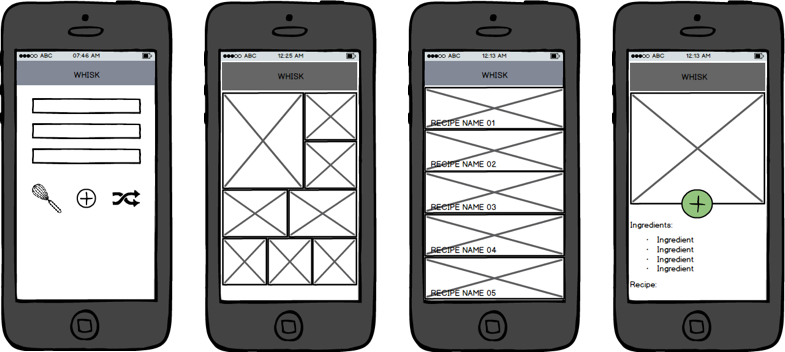 ABC 07:46 AM
WHISK
ABC 12:25 AM
WHISK
ABC 12:13 AM
WHISK
RECIPE NAME 01
RECIPE NAME 02
RECIPE NAME 03
RECIPE NAME 04
RECIPE NAME 05
ABC 12:13 AM
WHISK
Ingredients:
· Ingredient
· Ingredient
· Ingredient
· Ingredient
Recipe: